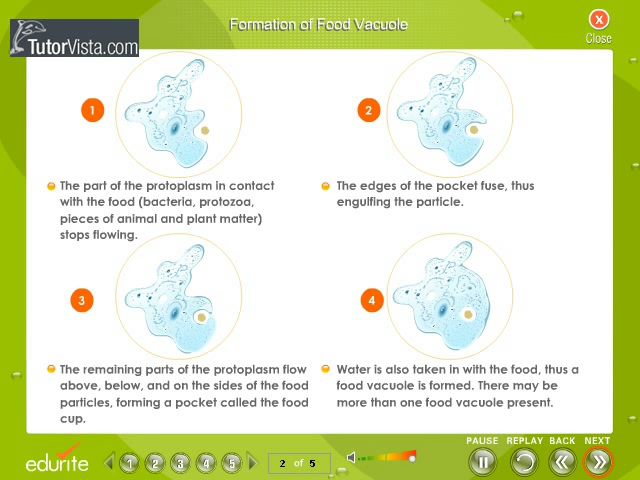 Formation of Food Vacuole
X
Close
TutorVista.com
1
The part of the protoplasm in contact
with the food (bacteria, protozoa,
pieces of animal and plant matter)
stops flowing.
2
The edges of the pocket fuse, thus
engulfing the particle.
3
The remaining parts of the protoplasm flow
above, below, and on the sides of the food
particles, forming a pocket called the food
cup.
4
Water is also taken in with the food, thus a
food vacuole is formed. There may be
more than one food vacuole present.
edurite
1 2 3 4 5
2 of 5
PAUSE REPLAY BACK NEXT